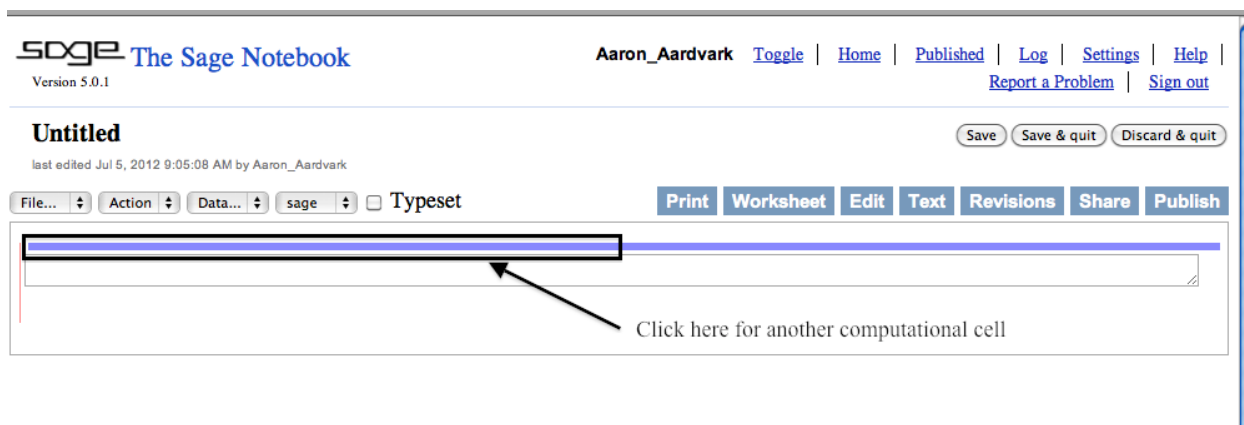 sage The Sage Notebook
Version 5.0.1
Aaron_Aardvark Toggle | Home | Published | Log | Settings | Help |
Report a Problem | Sign out
Untitled
last edited Jul 5, 2012 9:05:08 AM by Aaron_Aardvark
Save Save & quit Discard & quit
File... Action Data... sage Typeset Print Worksheet Edit Text Revisions Share Publish
Click here for another computational cell